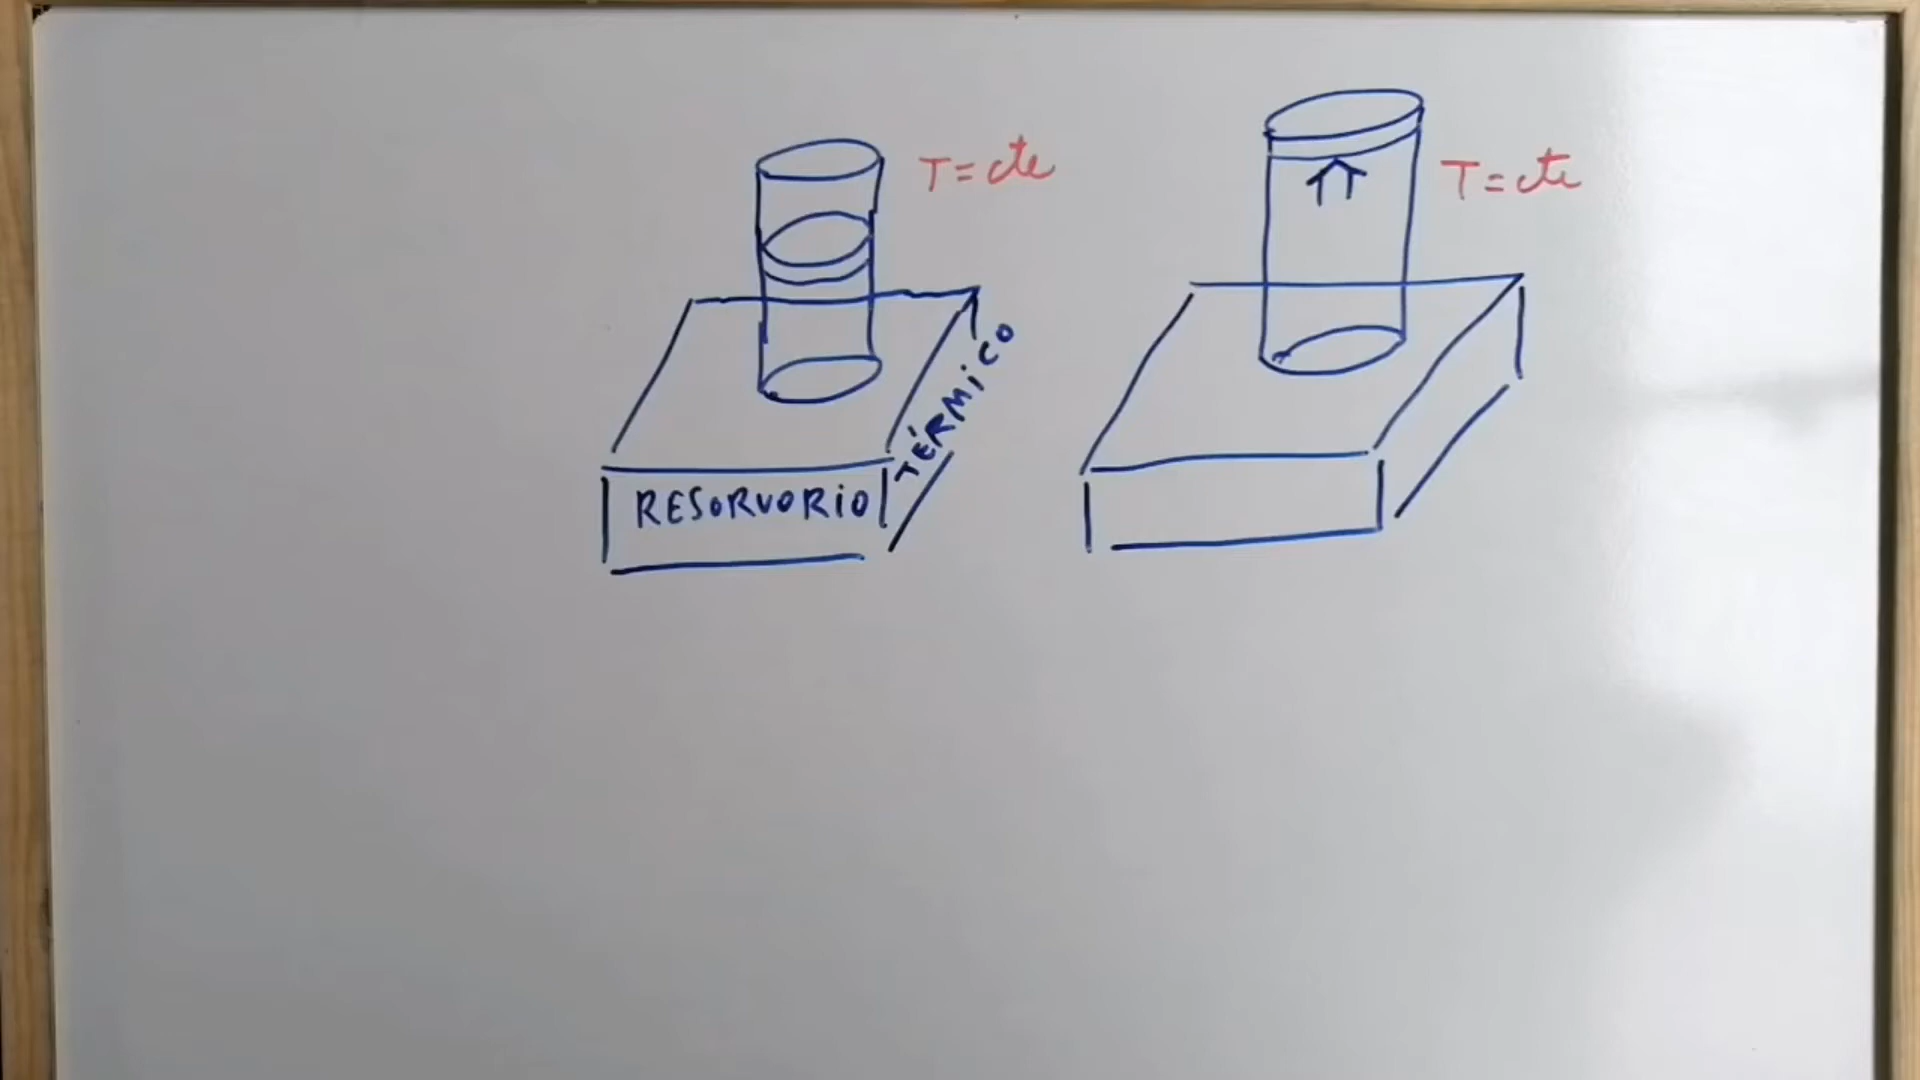 T = cte
T = cte
RESORVORIO
TÉRMICO